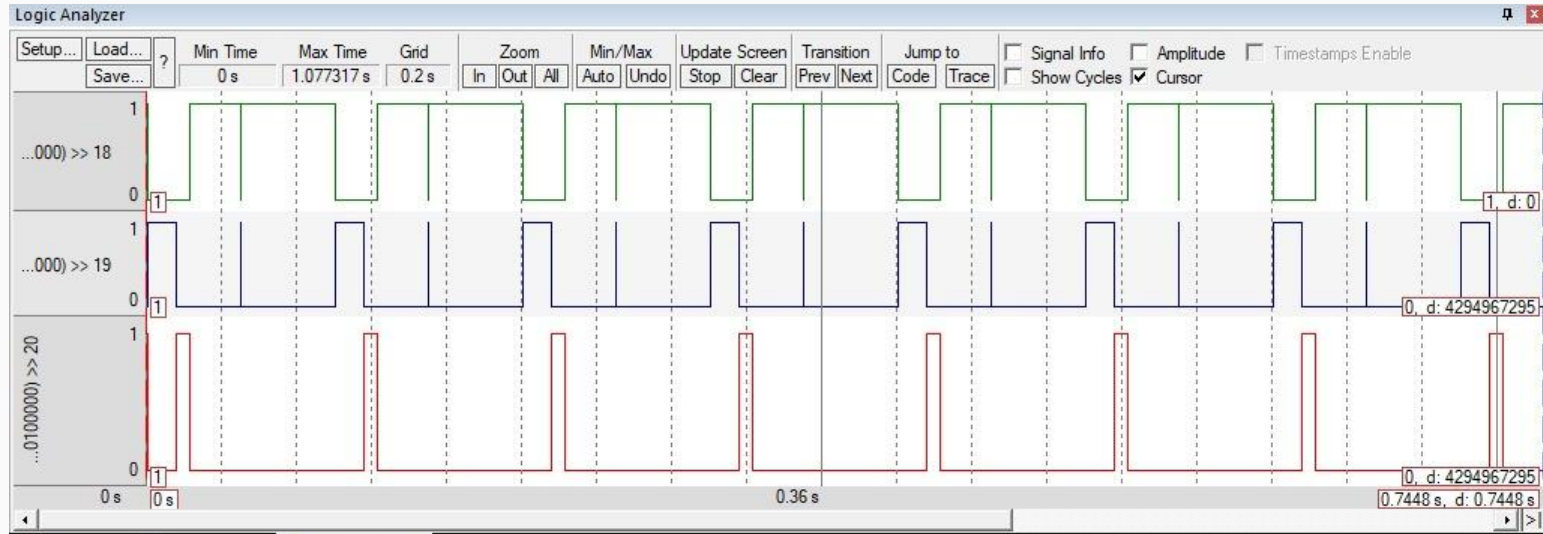 Logic Analyzer
Setup... Load... ? Min Time Max Time Grid Zoom Min/Max Update Screen Transition Jump to Signal Info Amplitude Timestamps Enable
Save... 0 s 1.077317 s 0.2 s In Out All Auto Undo Stop Clear Prev Next Code Trace Show Cycles Cursor
1
...000) >> 18
0 1 1, d: 0
1
...000) >> 19
0 1 0, d: 4294967295
1
...0100000) >> 20
0 1 0, d: 4294967295
0 s 0 s 0.36 s 0.7448 s, d: 0.7448 s
>|